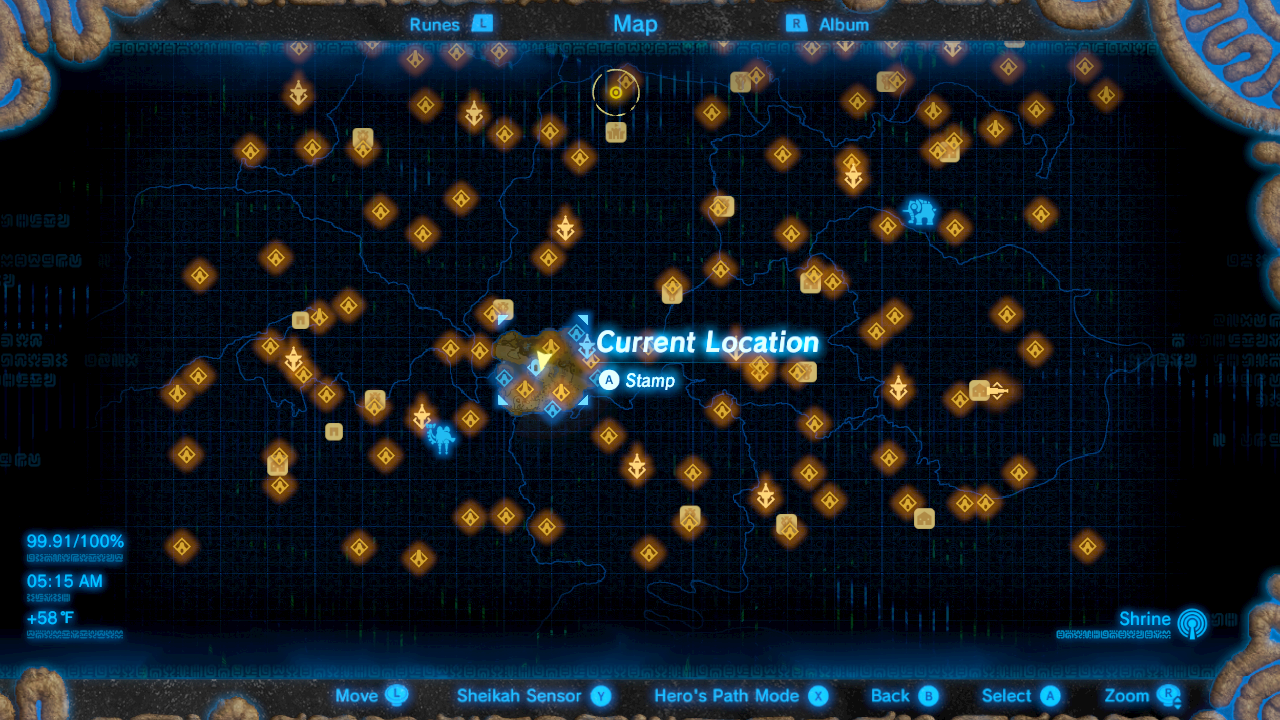 Runes L Map R Album
Current Location
A Stamp
99.91/100%
05:15 AM
+58°F
Shrine
Move L Sheikah Sensor Y Hero's Path Mode X Back B Select A Zoom R